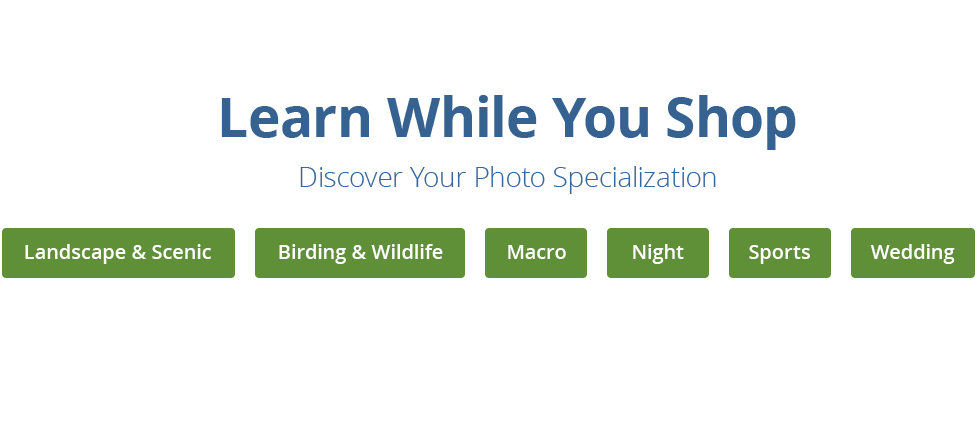 Learn While You Shop
Discover Your Photo Specialization
Landscape & Scenic Birding & Wildlife Macro Night Sports Wedding